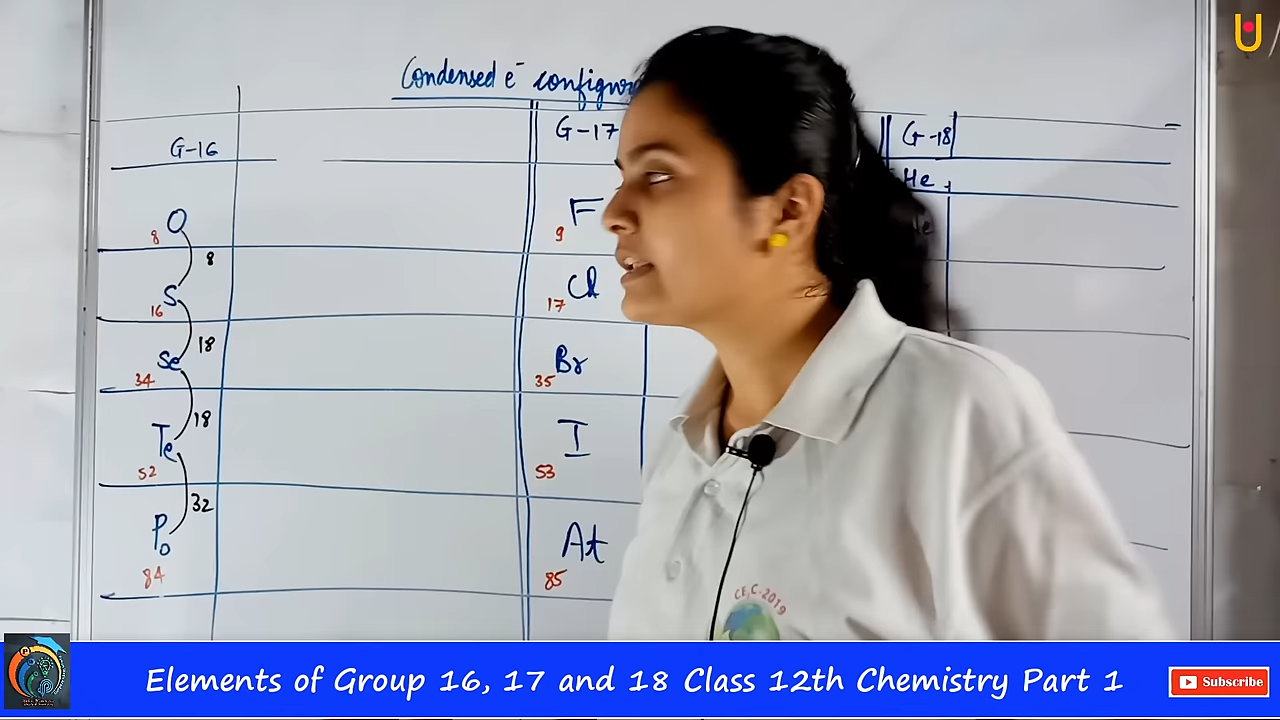 Condensed e⁻ configur
G-16
G-17
G-18
He
O
8
8
S
16
18
Se
34
18
Te
52
32
Po
84
F
9
Cl
17
Br
35
I
53
At
85
CEIC-2019
Elements of Group 16, 17 and 18 Class 12th Chemistry Part 1
Subscribe